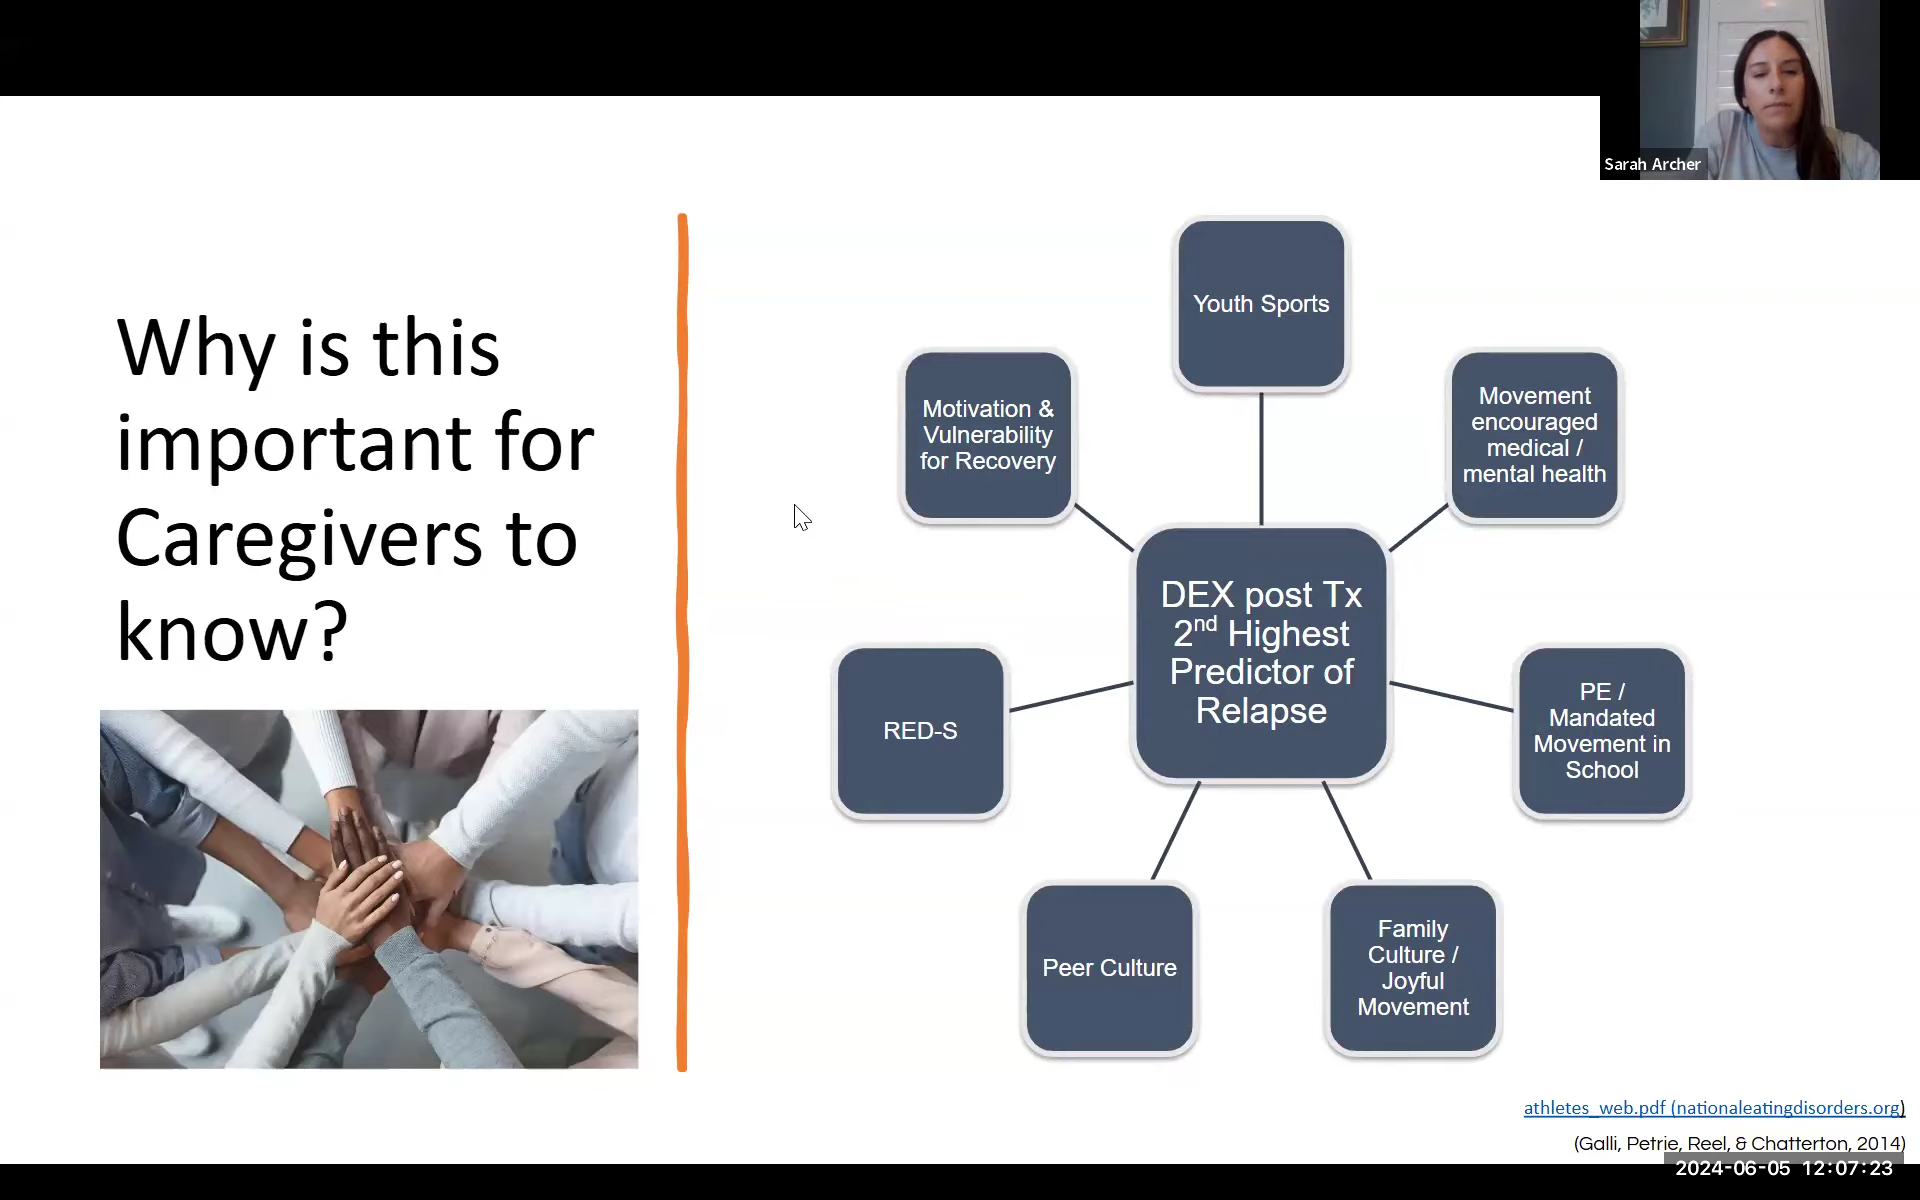 Sarah Archer
Why is this
important for
Caregivers to
know?
Youth Sports
Movement
encouraged
medical /
mental health
PE /
Mandated
Movement in
School
Family
Culture /
Joyful
Movement
Peer Culture
RED-S
Motivation &
Vulnerability
for Recovery
DEX post Tx
2nd Highest
Predictor of
Relapse
athletes_web.pdf (nationaleatingdisorders.org)
(Galli, Petrie, Reel, & Chatterton, 2014)
2024-06-05 12:07:23